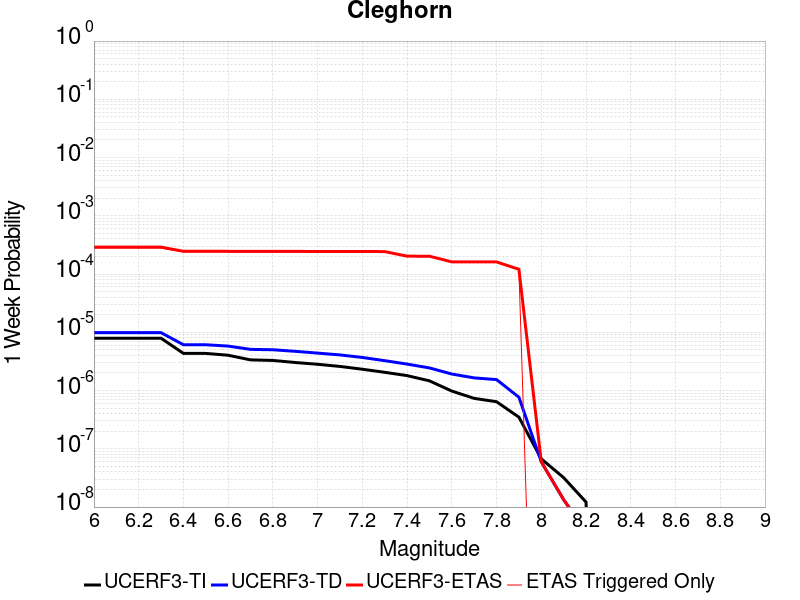 Cleghorn
10^0
10^-1
10^-2
10^-3
10^-4
10^-5
10^-6
10^-7
10^-8
1 Week Probability
6 6.2 6.4 6.6 6.8 7 7.2 7.4 7.6 7.8 8 8.2 8.4 8.6 8.8 9
Magnitude
UCERF3-TI UCERF3-TD UCERF3-ETAS ETAS Triggered Only